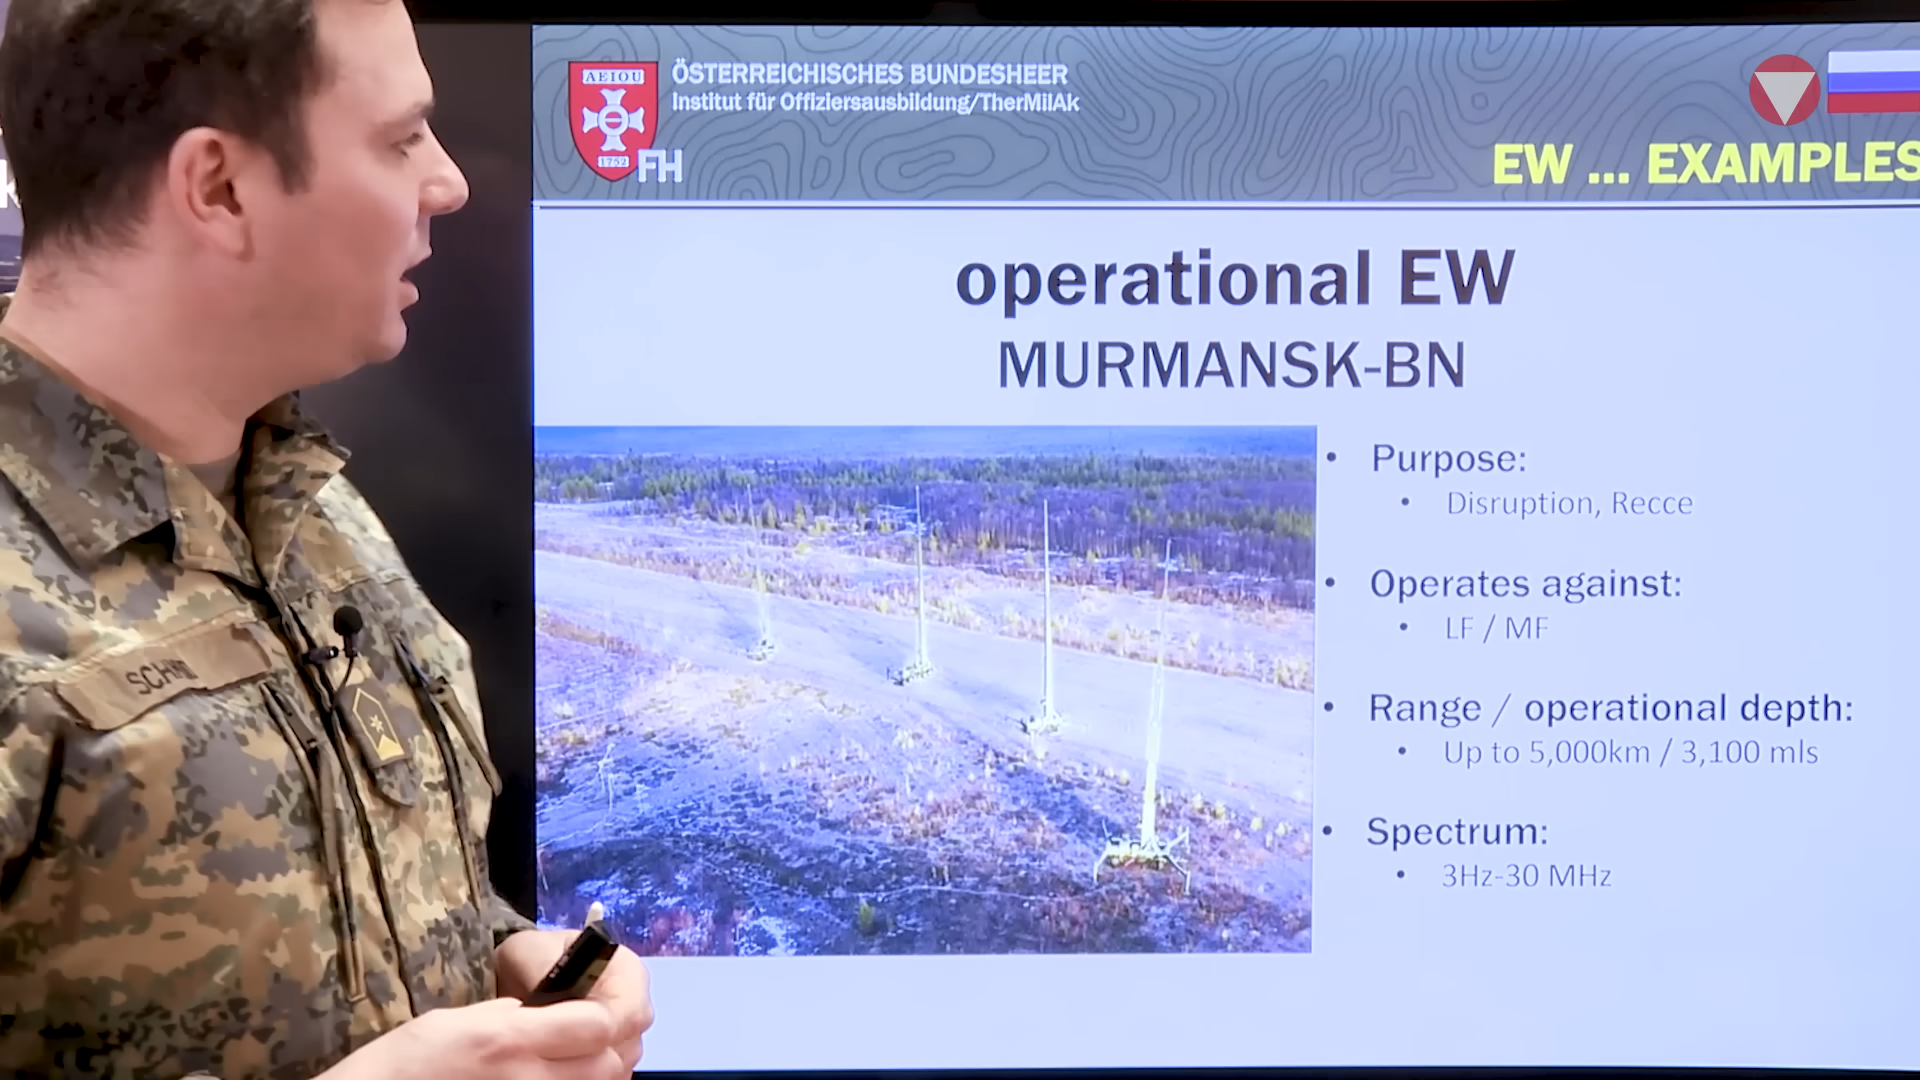 AEIOU
1752
FH
ÖSTERREICHISCHES BUNDESHEER
Institut für Offiziersausbildung/TherMilAk
EW ... EXAMPLES
operational EW
MURMANSK-BN
• Purpose:
• Disruption, Recce
• Operates against:
• LF / MF
• Range / operational depth:
• Up to 5,000km / 3,100 mls
• Spectrum:
• 3Hz-30 MHz